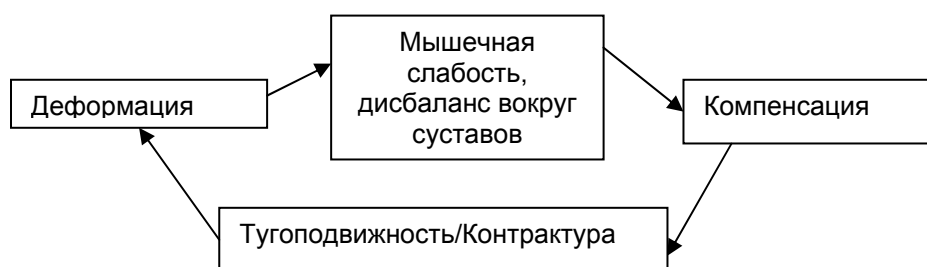 Мышечная
слабость,
дисбаланс вокруг
суставов
Деформация
Компенсация
Тугоподвижность/Контрактура